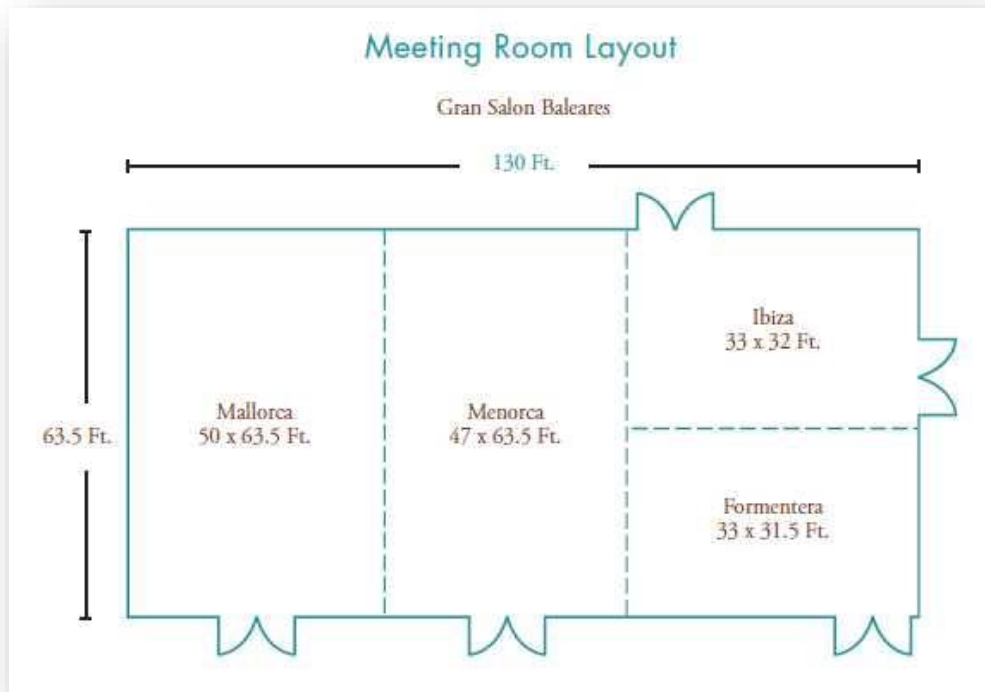 Meeting Room Layout
Gran Salon Baleares
130 Ft.
Ibiza
33 x 32 Ft.
Mallorca
50 x 63.5 Ft.
Menorca
47 x 63.5 Ft.
63.5 Ft.
Formentera
33 x 31.5 Ft.